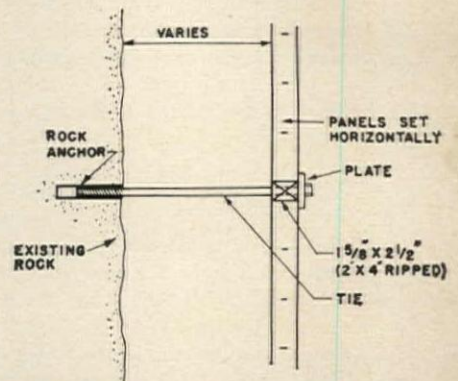 VARIES
PANELS SET
HORIZONTALLY
ROCK
ANCHOR
PLATE
EXISTING
ROCK
1 5/8" X 2 1/2"
(2"X 4" RIPPED)
TIE